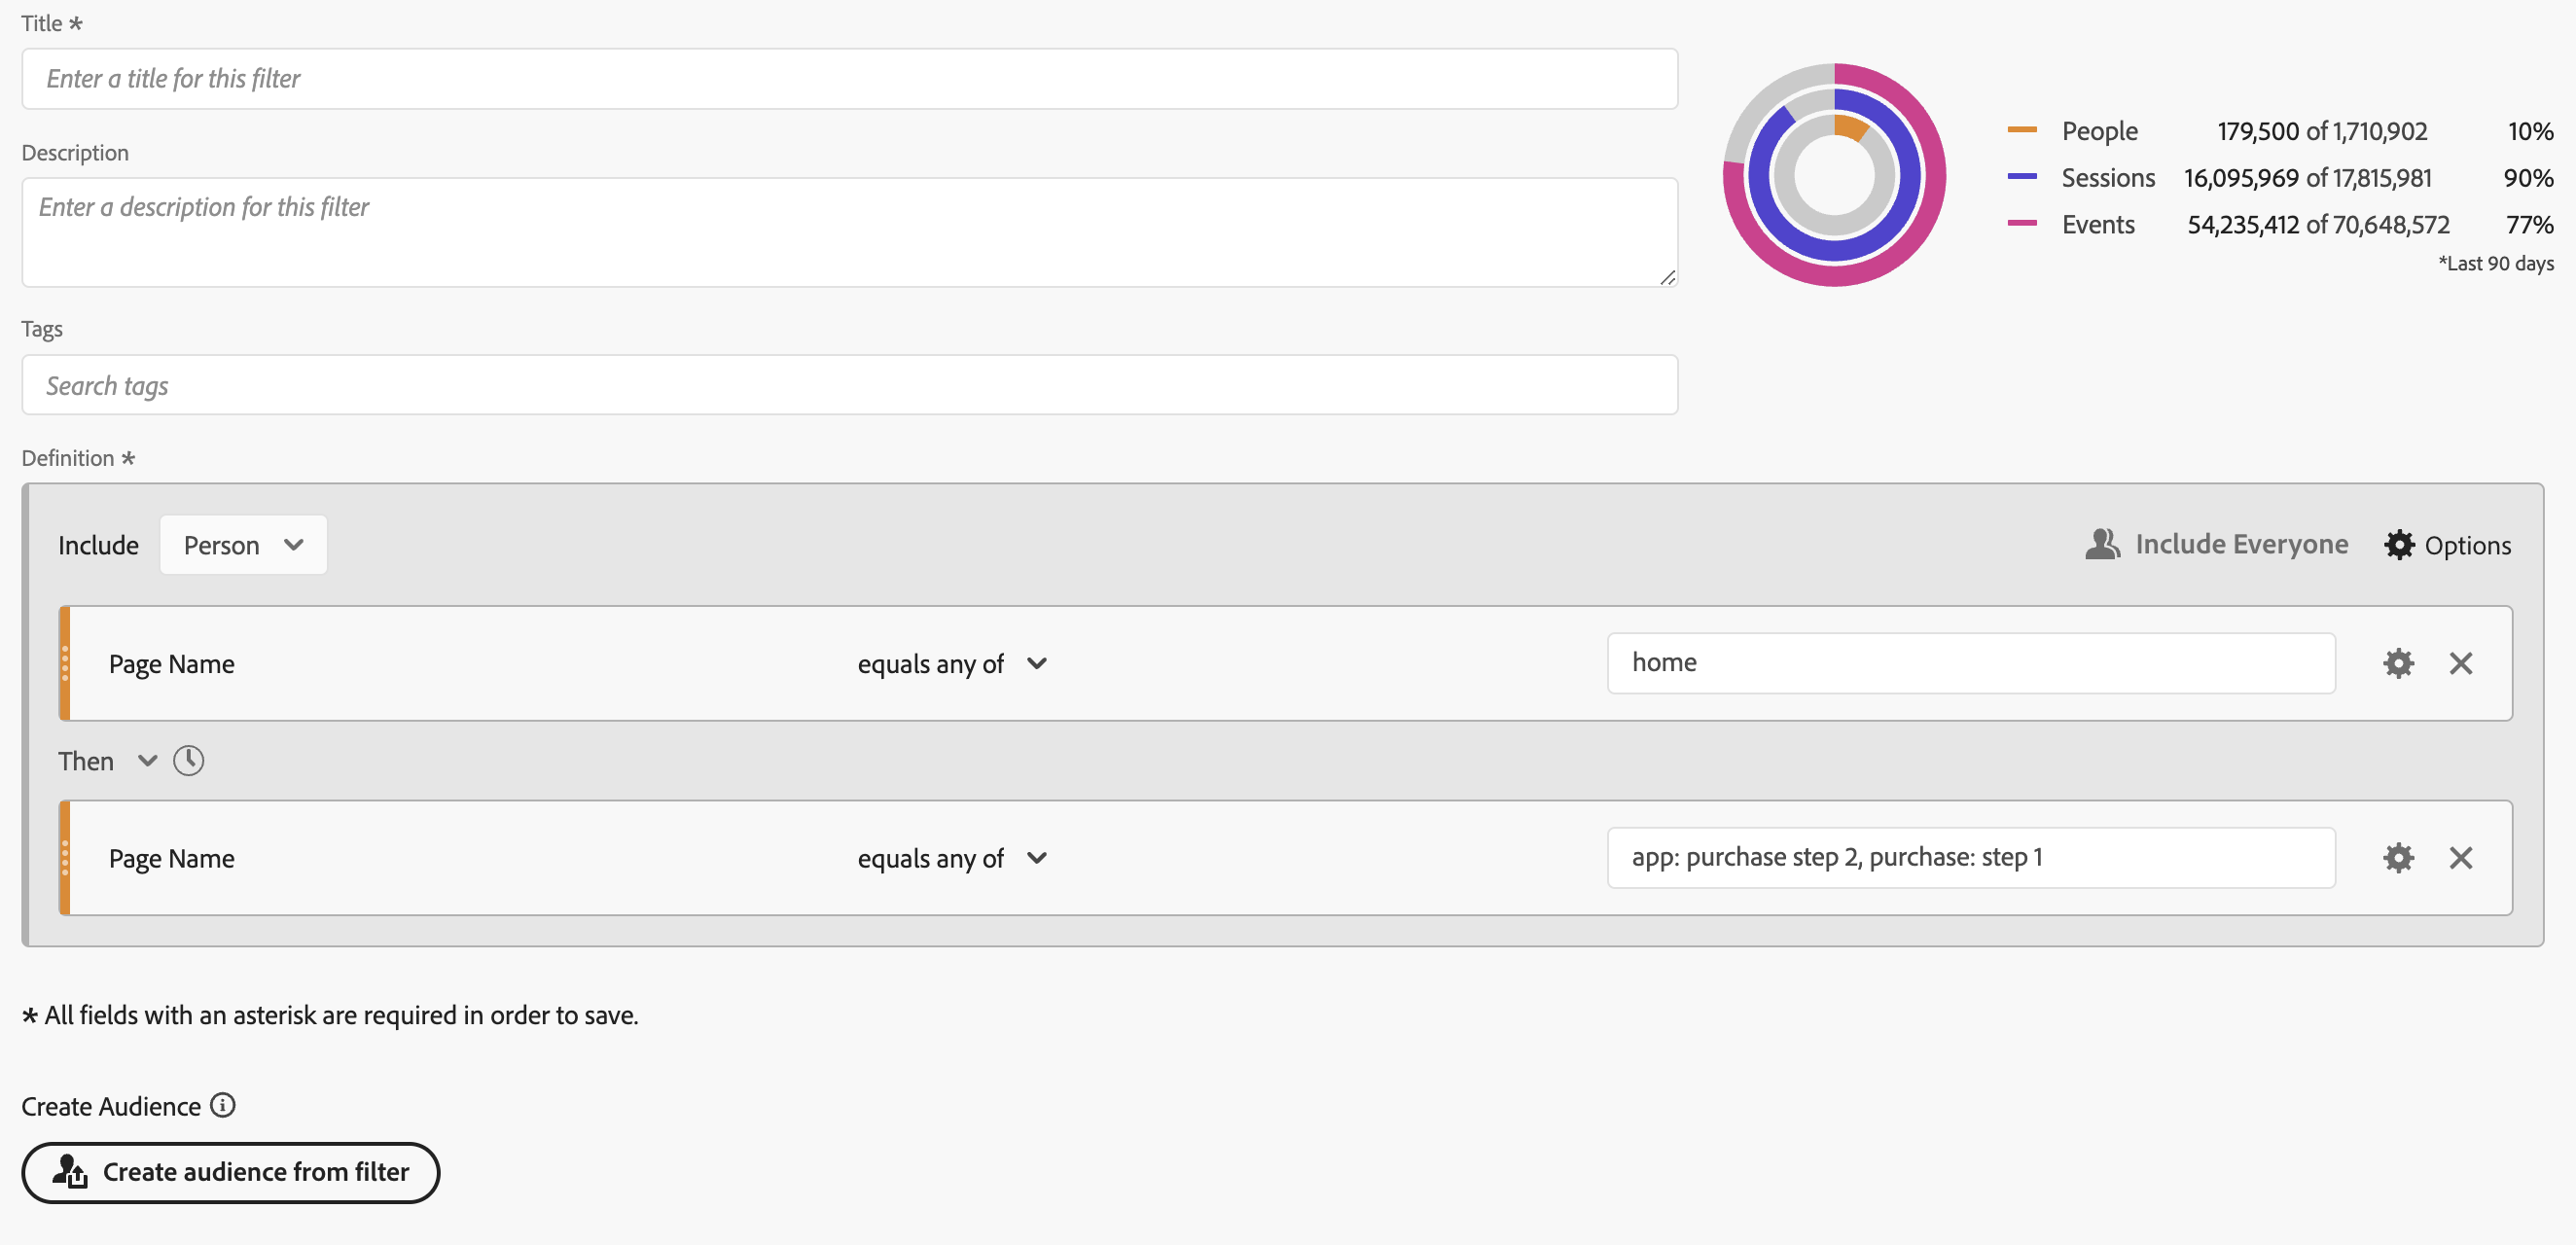 Title *
Enter a title for this filter
Description
Enter a description for this filter
Tags
Search tags
People 179,500 of 1,710,902 10%
Sessions 16,095,969 of 17,815,981 90%
Events 54,235,412 of 70,648,572 77%
*Last 90 days
Definition *
Include Person Include Everyone Options
Page Name equals any of home
Then
Page Name equals any of app: purchase step 2, purchase: step 1
* All fields with an asterisk are required in order to save.
Create Audience
Create audience from filter